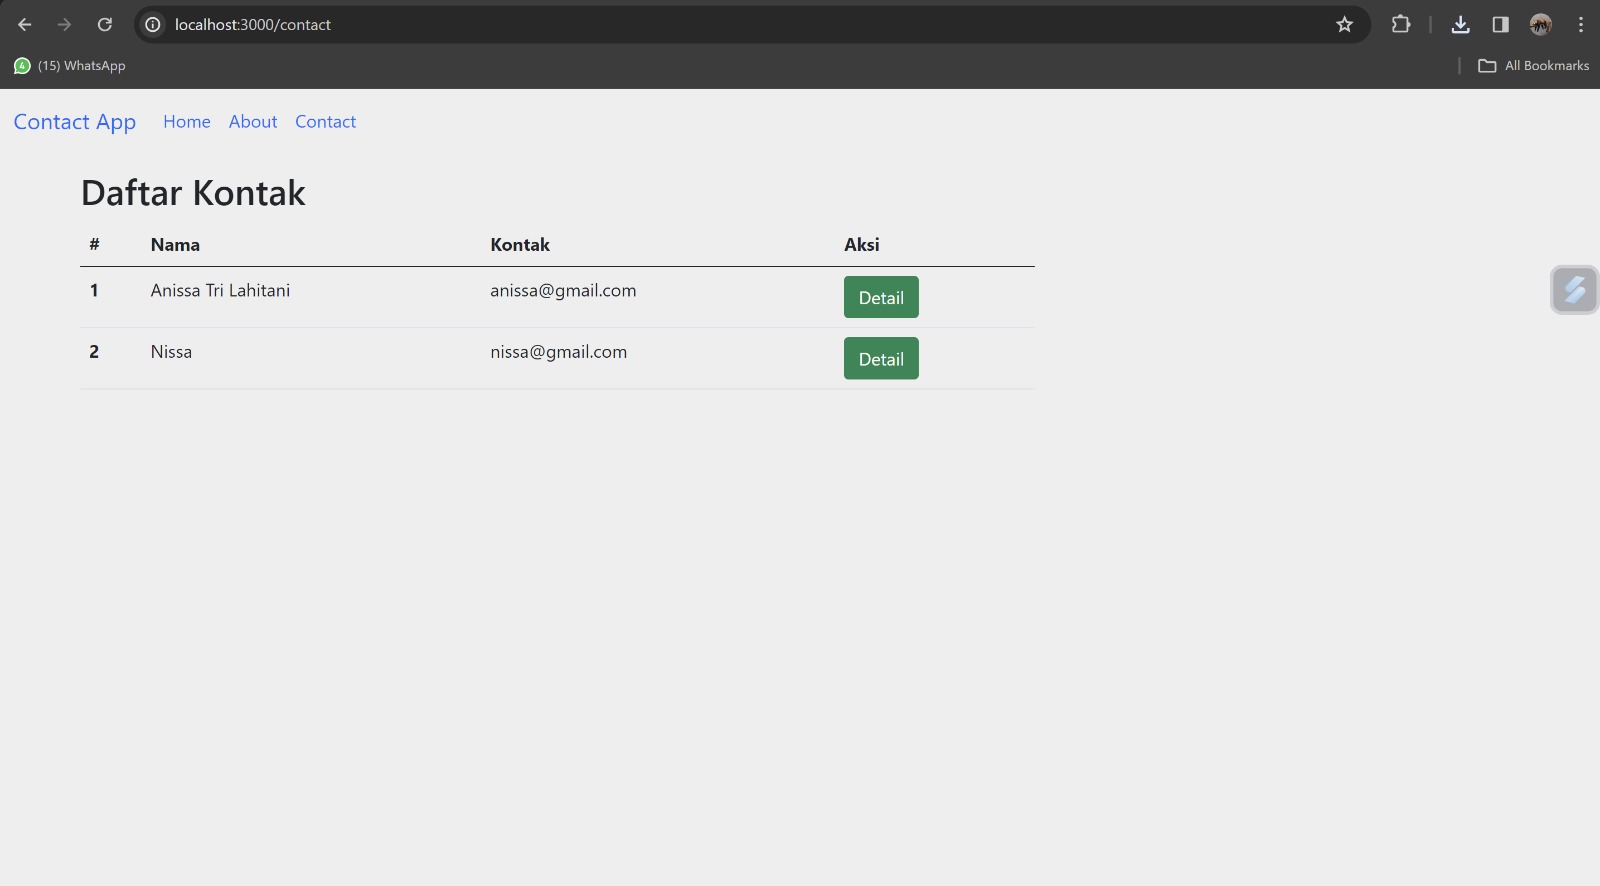 localhost:3000/contact
4 (15) WhatsApp
All Bookmarks
Contact App Home About Contact
Daftar Kontak
# Nama Kontak Aksi
1 Anissa Tri Lahitani anissa@gmail.com Detail
2 Nissa nissa@gmail.com Detail